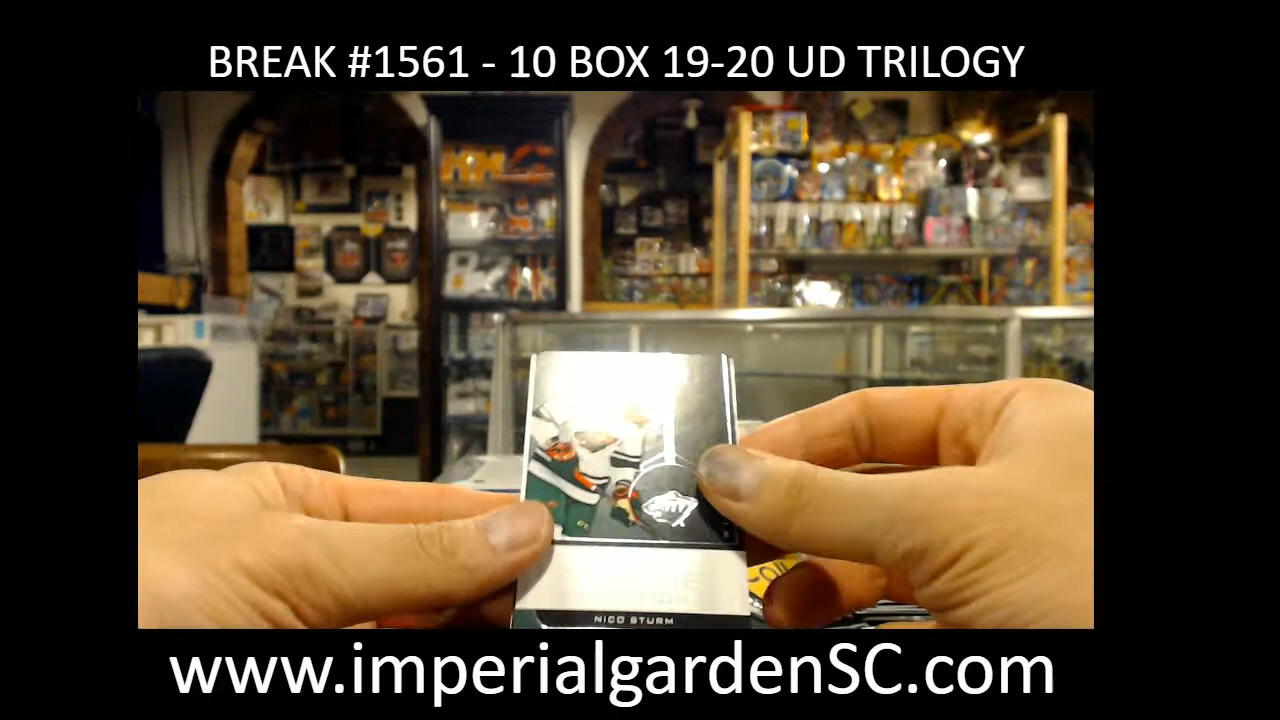 BREAK #1561 - 10 BOX 19-20 UD TRILOGY
NICO STURM
www.imperialgardenSC.com